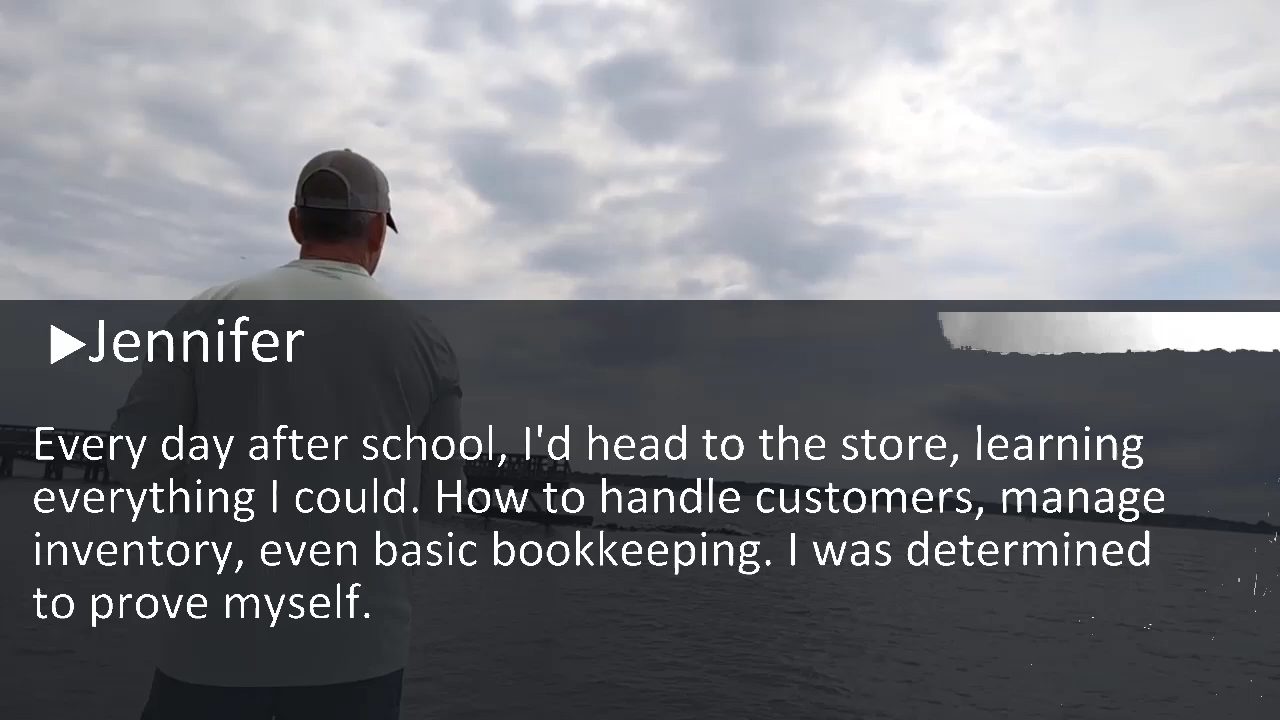 ▶Jennifer
Every day after school, I'd head to the store, learning
everything I could. How to handle customers, manage
inventory, even basic bookkeeping. I was determined
to prove myself.